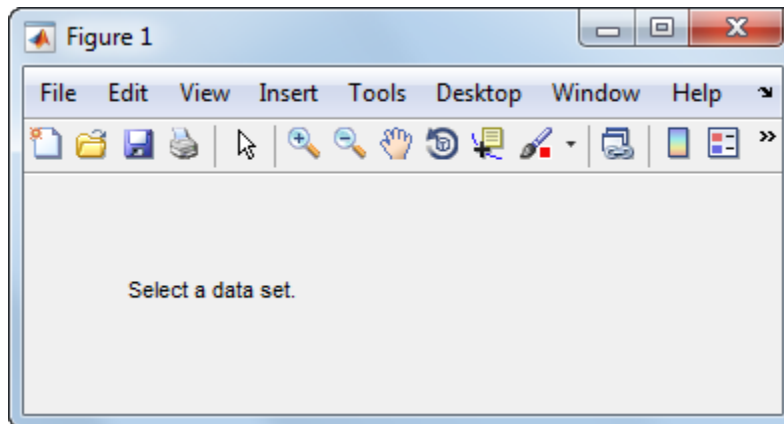 Figure 1
File Edit View Insert Tools Desktop Window Help
Select a data set.